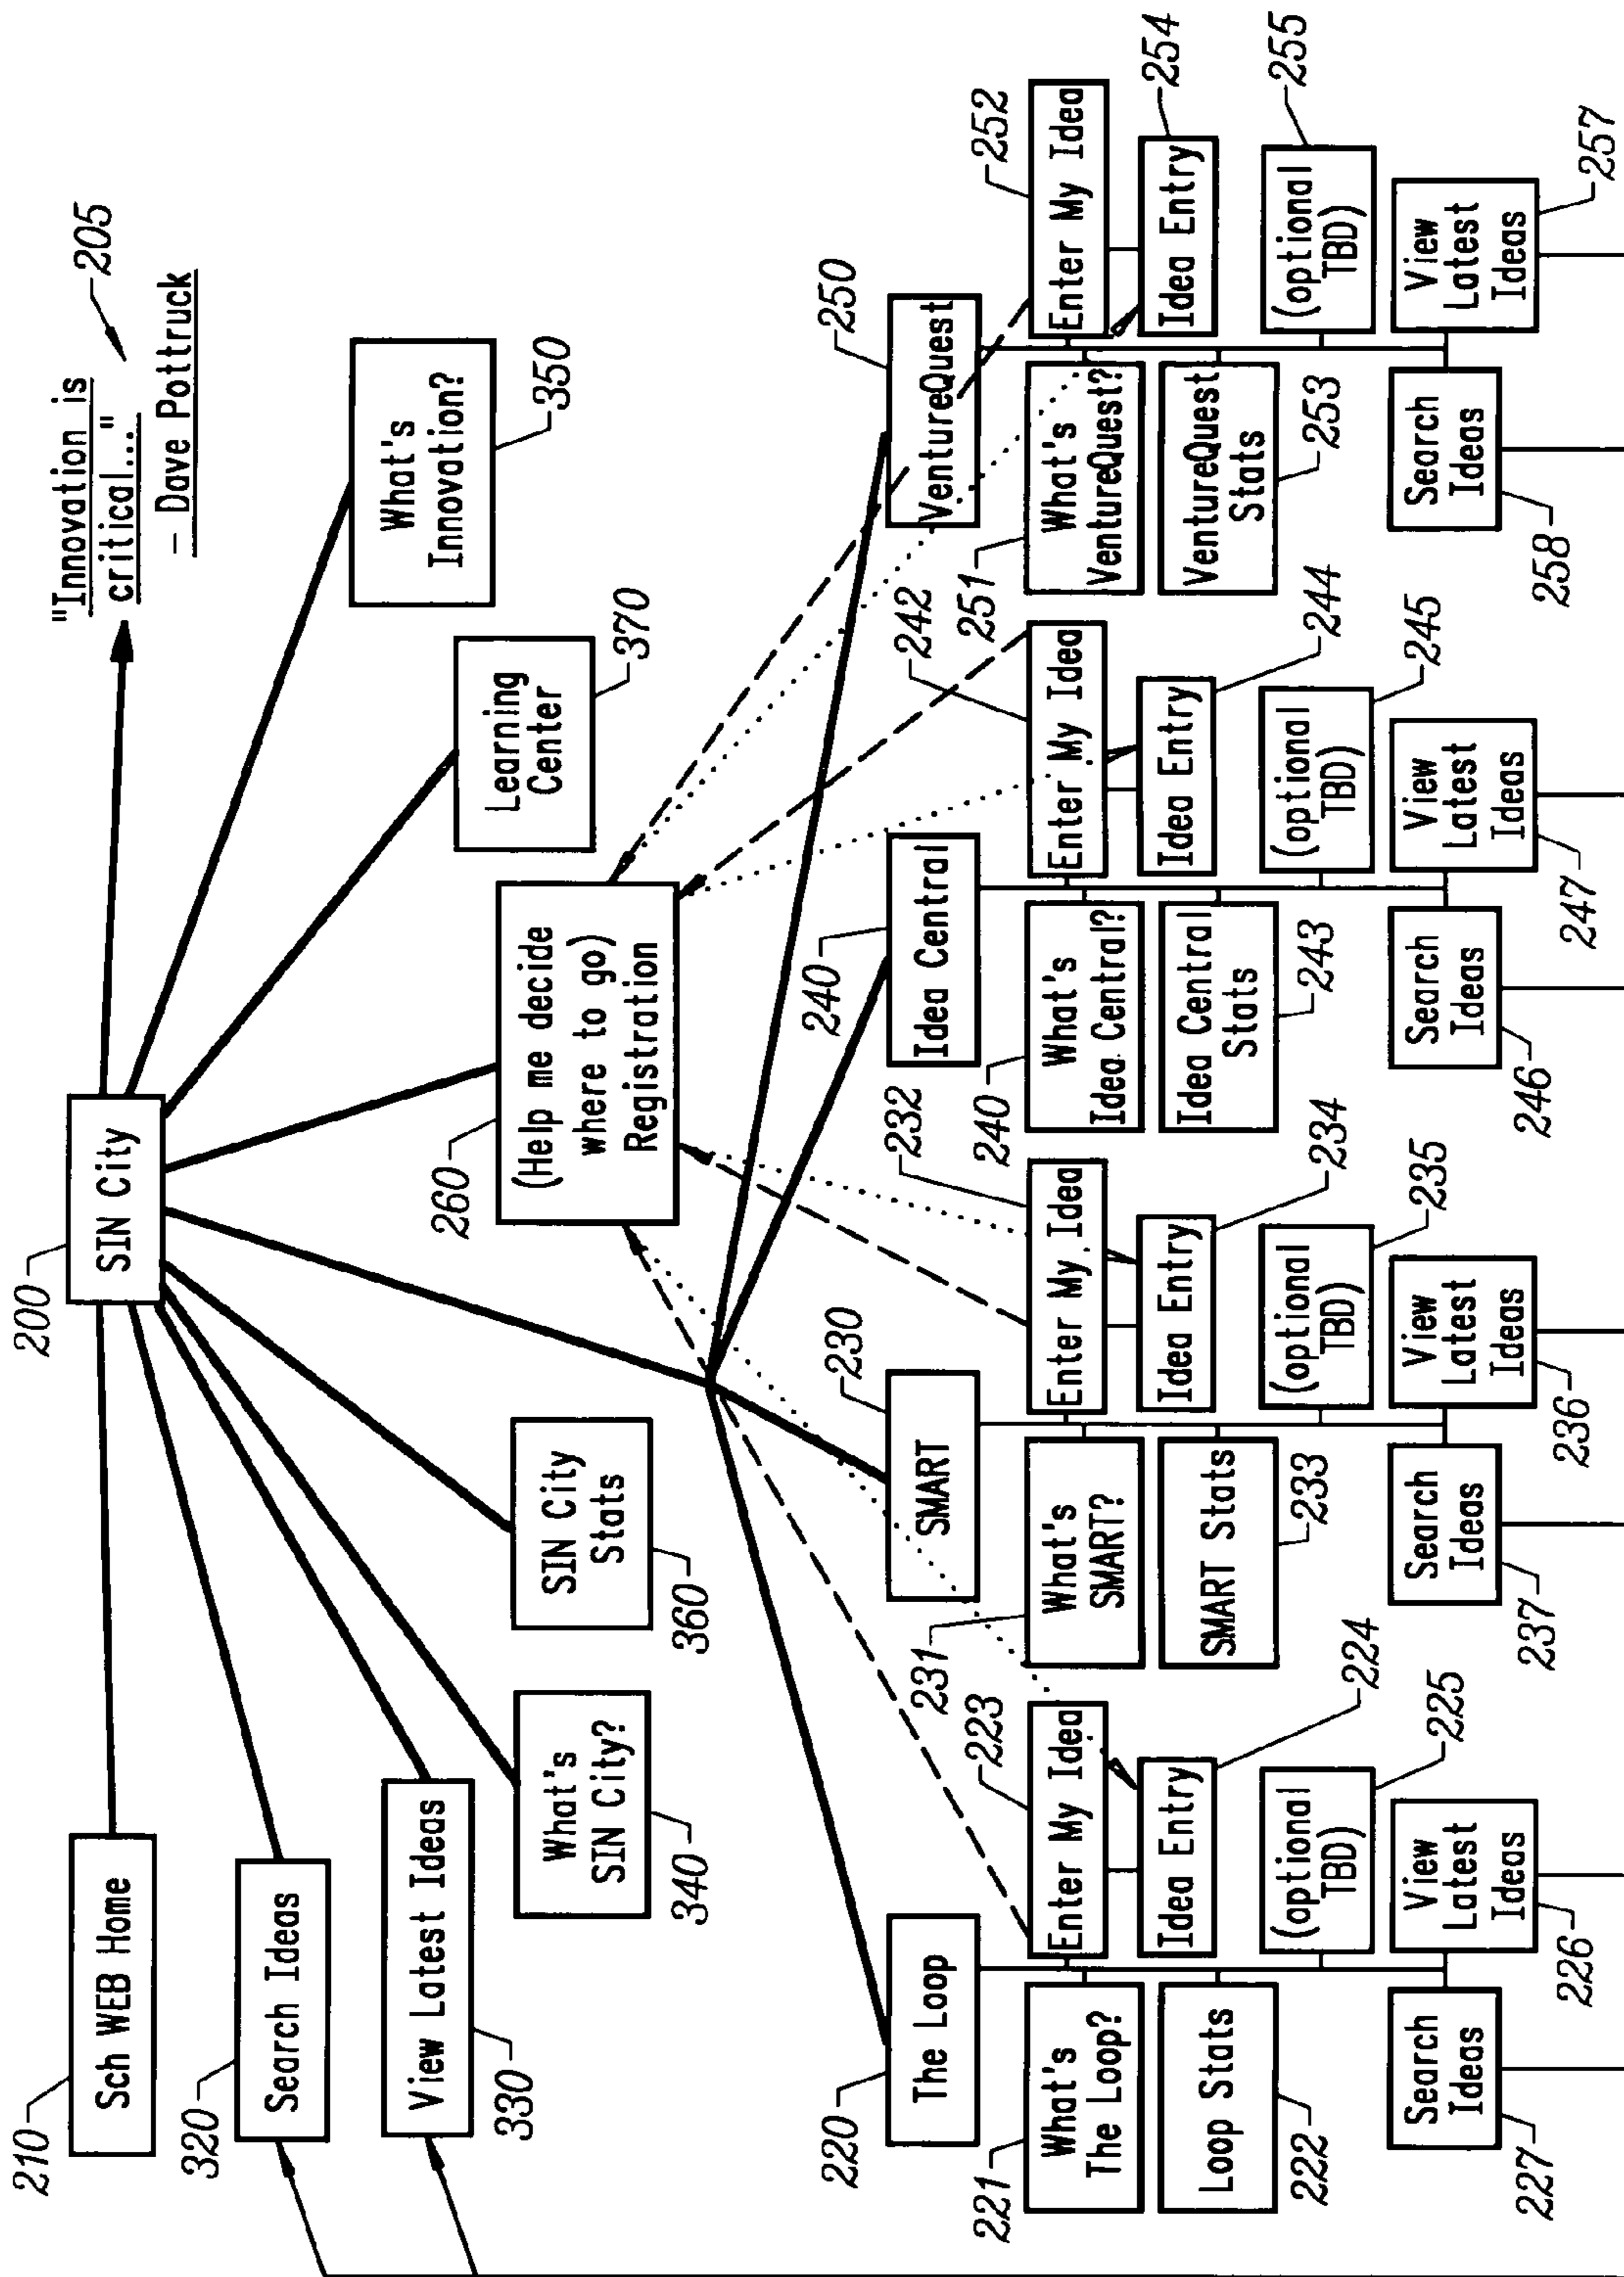 "Innovation is
critical..."
– Dave Pottruck
205
200
SIN City
210
Sch WEB Home
320
Search Ideas
330
View Latest Ideas
340
What's
SIN City?
360
SIN City
Stats
260
(Help me decide
where to go)
Registration
370
Learning
Center
350
What's
Innovation?
220
The Loop
221
What's
The Loop?
223
Enter My Idea
222
Loop Stats
224
Idea Entry
225
(optional
TBD)
227
Search
Ideas
226
View
Latest
Ideas
230
SMART
231
What's
SMART?
232
Enter My Idea
233
SMART Stats
234
Idea Entry
235
(optional
TBD)
237
Search
Ideas
236
View
Latest
Ideas
240
Idea Central
240
What's
Idea Central?
242
Enter My Idea
243
Idea Central
Stats
244
Idea Entry
245
(optional
TBD)
246
Search
Ideas
247
View
Latest
Ideas
250
VentureQuest
251
What's
VentureQuest?
252
Enter My Idea
253
VentureQuest
Stats
254
Idea Entry
255
(optional
TBD)
258
Search
Ideas
257
View
Latest
Ideas